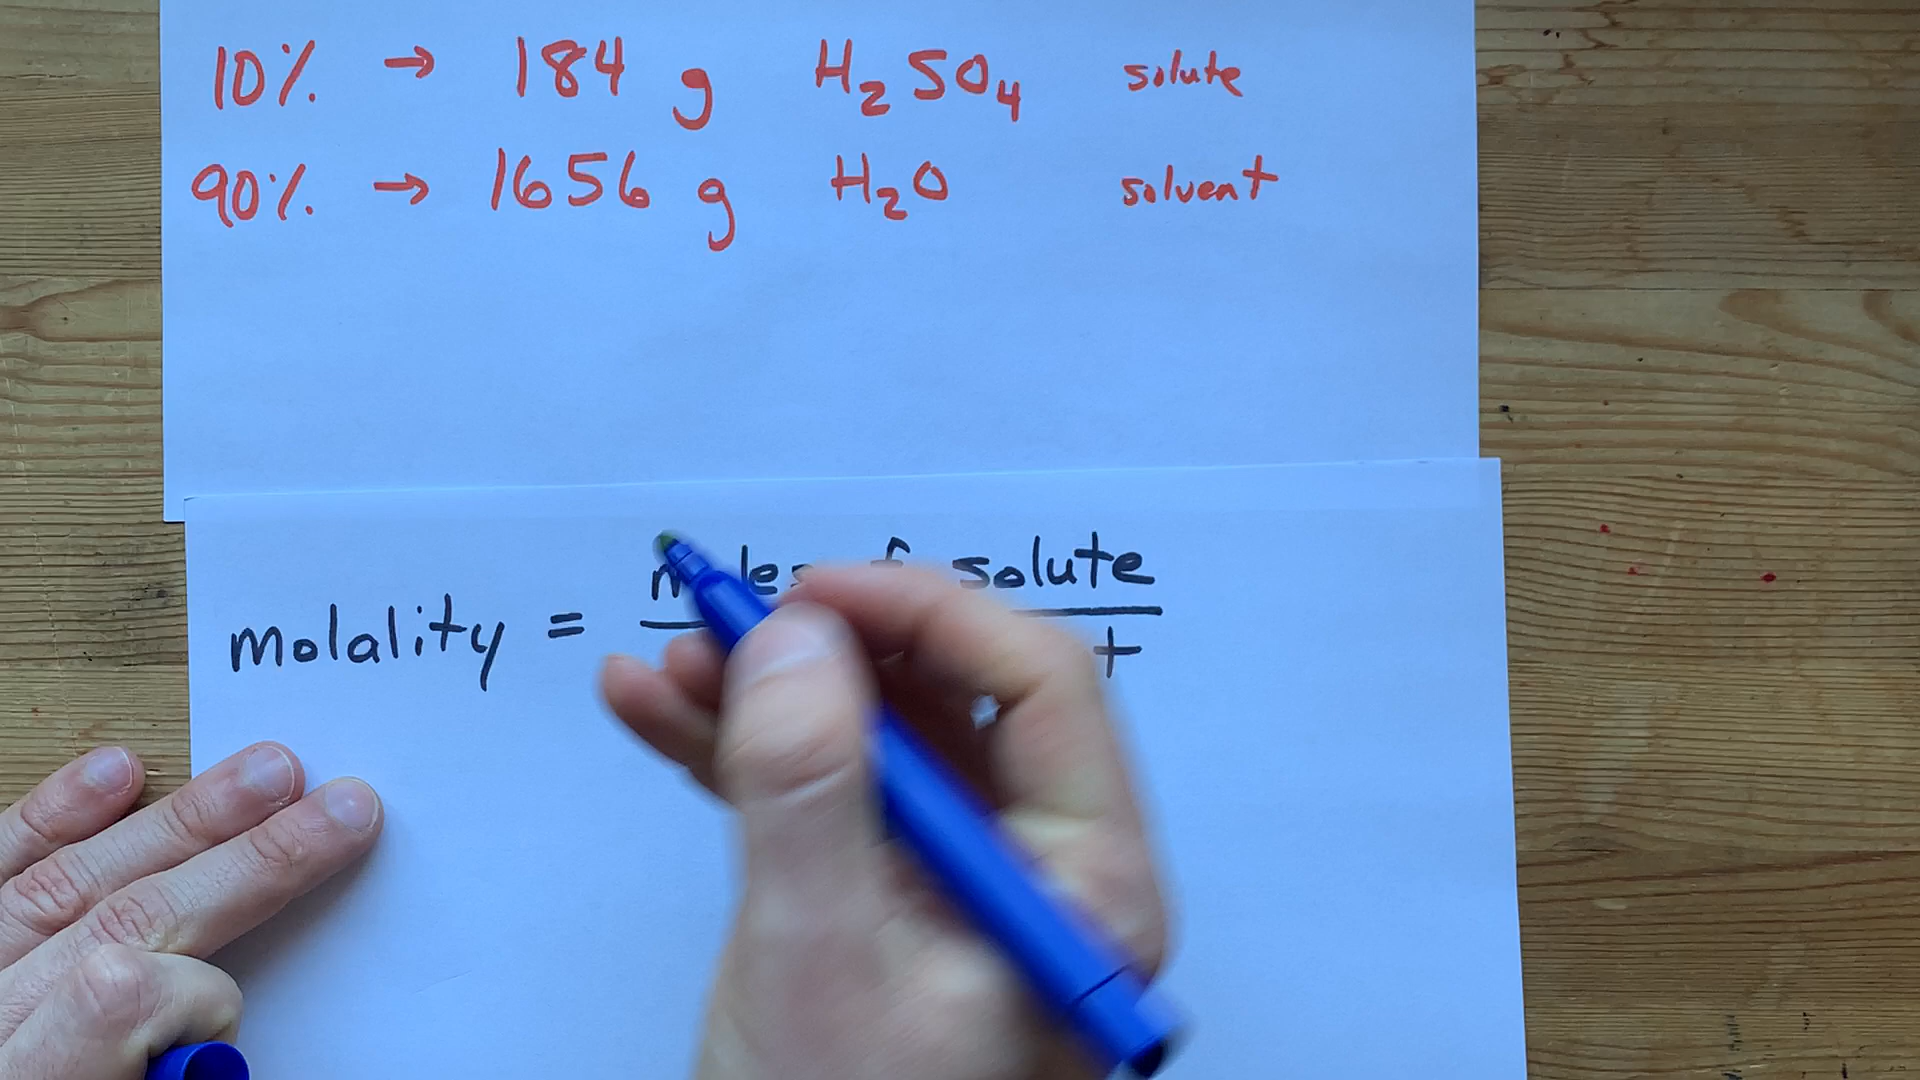 10% → 184 g H₂SO₄ solute
90% → 1656 g H₂O solvent
solute
molality =